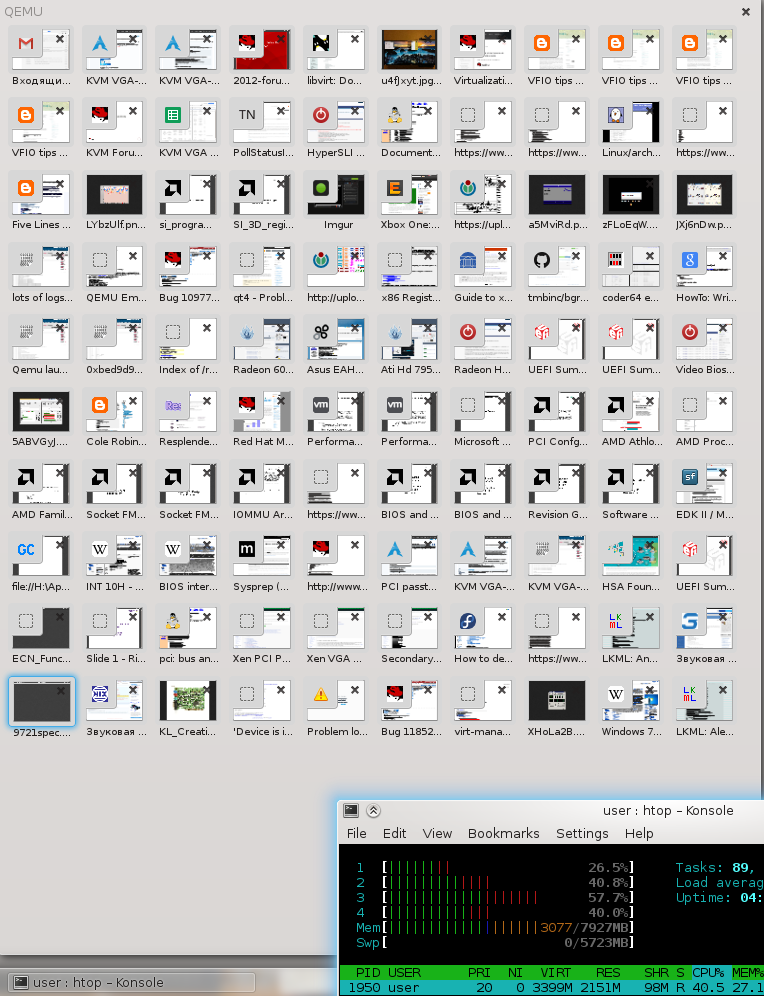 QEMU
Входящи... KVM VGA-... KVM VGA-... 2012-foru... libvirt: Do... u4fJxyt.jpg... Virtualizati... VFIO tips ... VFIO tips ... VFIO tips ...
VFIO tips ... KVM Foru... KVM VGA ... PollStatusI... HyperSLI ... Document... https://ww... https://ww... Linux/arch... https://ww...
Five Lines ... LYbzUlf.pn... si_progra... SI_3D_regi... Imgur Xbox One:... https://upl... a5MviRd.p... zFLoEqW.... JXj6nDw.p...
lots of logs... QEMU Em... Bug 10977... qt4 - Probl... http://uplo... x86 Regist... Guide to x... tmbinc/bgr... coder64 e... HowTo: Wri...
Qemu lau... 0xbed9d9... Index of /r... Radeon 60... Asus EAH... Ati Hd 795... Radeon H... UEFI Sum... UEFI Sum... Video Bios...
5ABVGyJ.... Cole Robin... Resplende... Red Hat M... Performa... Performa... Microsoft ... PCI Confg... AMD Athlo... AMD Proc...
AMD Famil... Socket FM... Socket FM... IOMMU Ar... https://ww... BIOS and ... BIOS and ... Revision G... Software ... EDK II / M...
file://H:\Ap... INT 10H - ... BIOS inter... Sysprep (... http://www... PCI passt... KVM VGA-... KVM VGA-... HSA Foun... UEFI Sum...
ECN_Func... Slide 1 - Ri... pci: bus an... Xen PCI P... Xen VGA ... Secondary... How to de... https://ww... LKML: An... Звуковая ...
9721spec.... Звуковая ... KL_Creati... 'Device is i... Problem lo... Bug 11852... virt-mana... XHoLa2B.... Windows 7... LKML: Ale...
user : htop – Konsole
File Edit View Bookmarks Settings Help
1 [ 26.5%] Tasks: 89,
2 [ 40.8%] Load averag
3 [ 57.7%] Uptime: 04:
4 [ 40.0%]
Mem[ 3077/7927MB]
Swp[ 0/5723MB]
PID USER PRI NI VIRT RES SHR S CPU% MEM%
1950 user 20 0 3399M 2151M 98M R 40.5 27.1
user : htop – Konsole